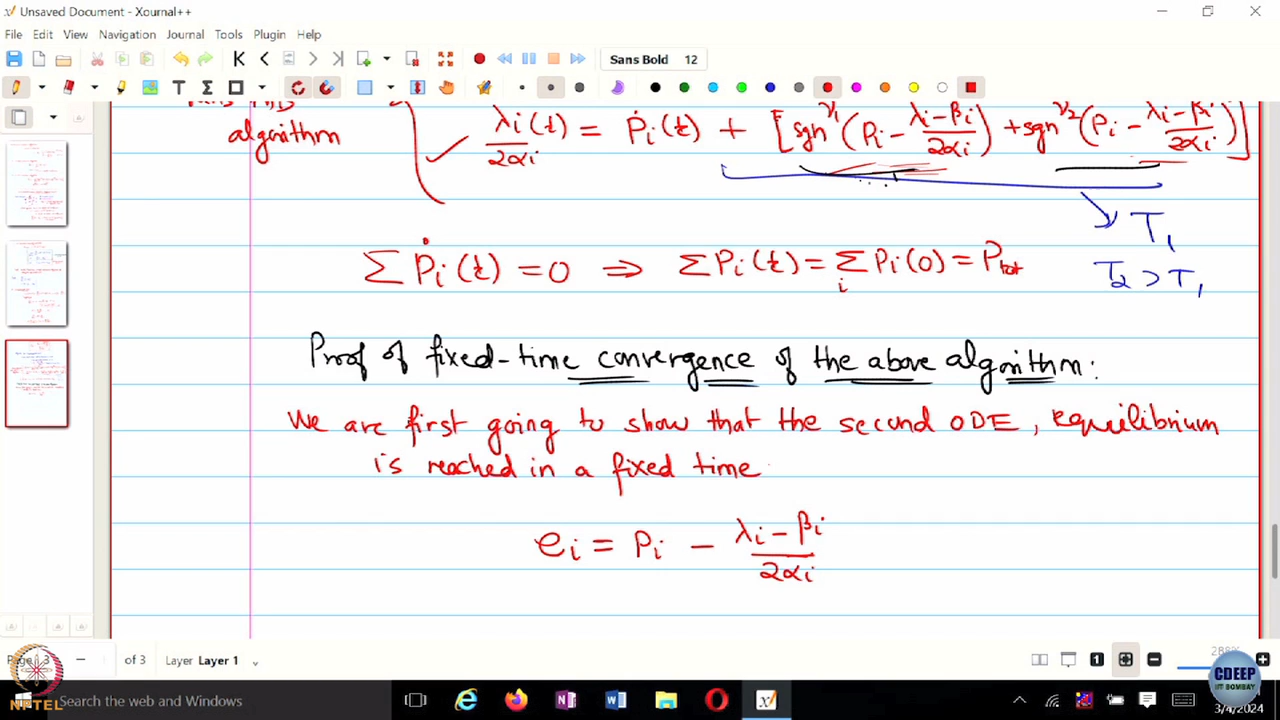 Unsaved Document - Xournal++
File Edit View Navigation Journal Tools Plugin Help
Sans Bold 12
algorithm
λi(t)/2αi = Ṗi(t) + [sgn^ν1(Pi - (λi-βi)/2αi) + sgn^ν2(Pi - (λi-βi)/2αi)]
T1
Σ Ṗi(t) = 0 ⇒ Σ Pi(t) = Σi Pi(0) = Ptot
T2 > T1
Proof of fixed-time convergence of the above algorithm:
We are first going to show that the second ODE, equilibrium
is reached in a fixed time
ei = Pi - (λi - βi)/2αi
of 3 Layer Layer 1
288%
NPTEL
Search the web and Windows
CDEEP
IIT BOMBAY
3/4/2024